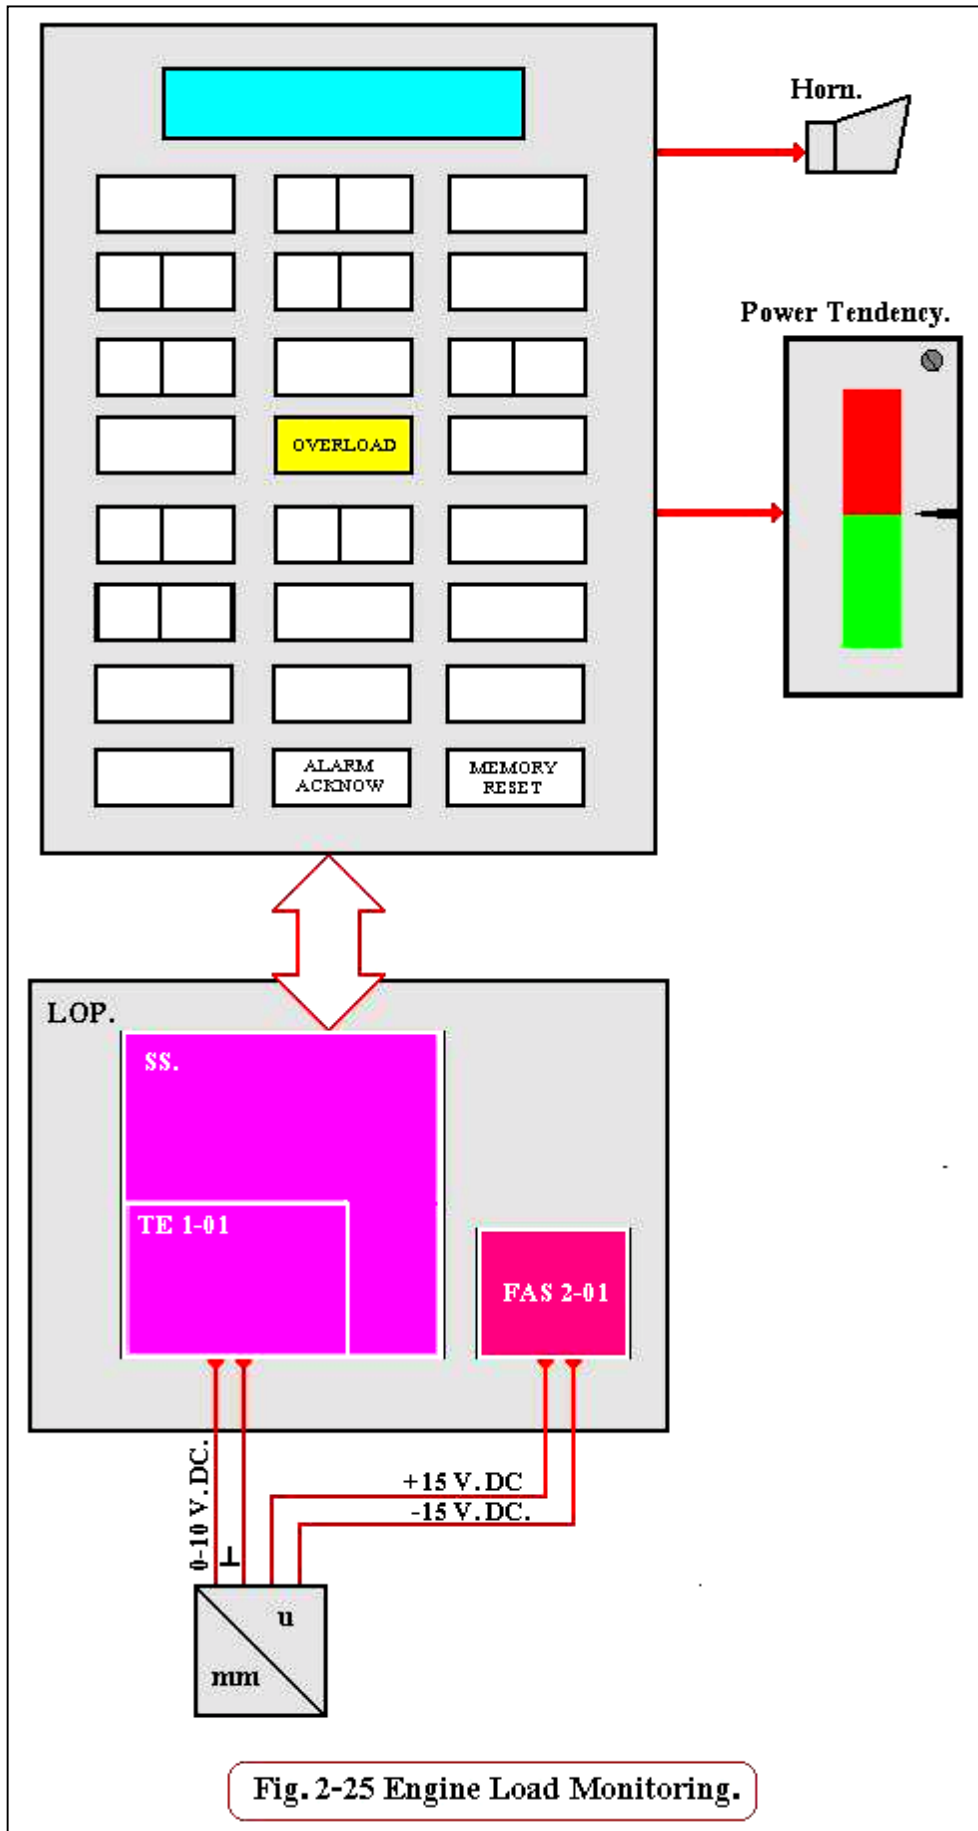 Horn.
Power Tendency.
OVERLOAD
ALARM
ACKNOW
MEMORY
RESET
LOP.
SS.
TE 1-01
FAS 2-01
0-10 V.DC.
+15 V.DC
-15 V.DC.
u
mm
Fig. 2-25 Engine Load Monitoring.